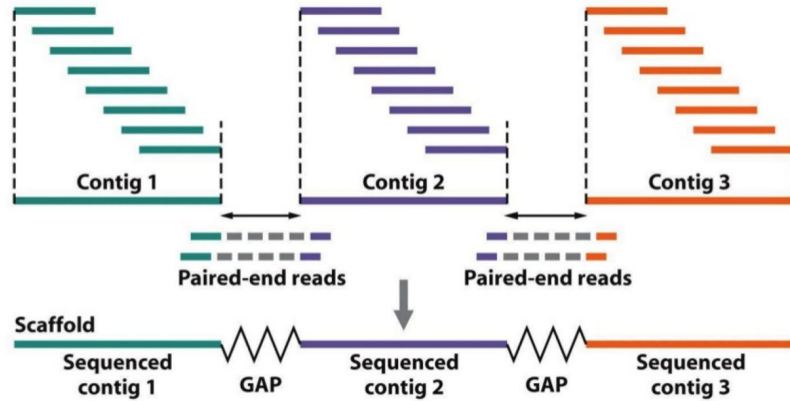 Contig 1
Contig 2
Contig 3
Paired-end reads
Paired-end reads
Scaffold
Sequenced
contig 1
GAP
Sequenced
contig 2
GAP
Sequenced
contig 3